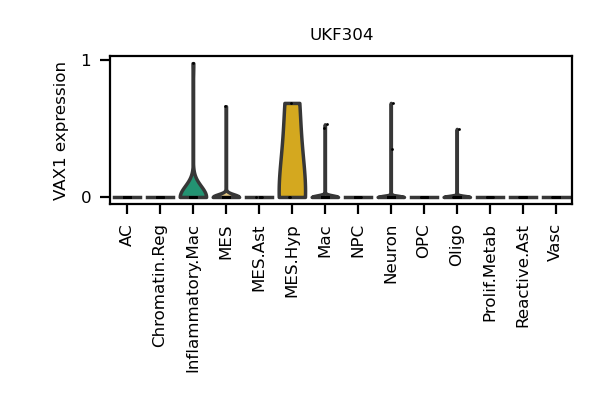 UKF304
VAX1 expression
1
0
AC
Chromatin.Reg
Inflammatory.Mac
MES
MES.Ast
MES.Hyp
Mac
NPC
Neuron
OPC
Oligo
Prolif.Metab
Reactive.Ast
Vasc